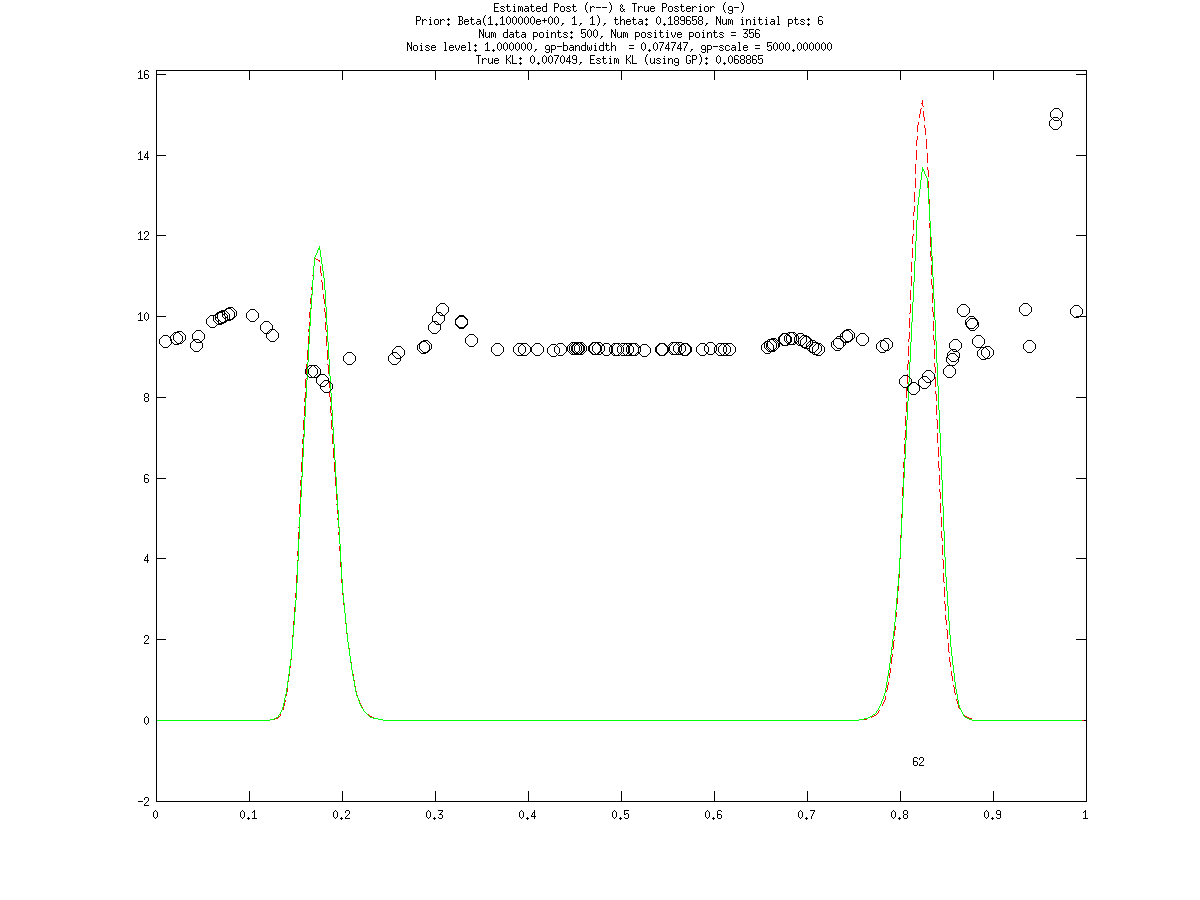 Estimated Post (r--) & True Posterior (g-)
Prior: Beta(1.100000e+00, 1, 1), theta: 0.189658, Num initial pts: 6
Num data points: 500, Num positive points = 356
Noise level: 1.000000, gp-bandwidth  = 0.074747, gp-scale = 5000.000000
True KL: 0.007049, Estim KL (using GP): 0.068865
16
14
12
10
8
6
4
2
0
62
-2
0 0.1 0.2 0.3 0.4 0.5 0.6 0.7 0.8 0.9 1